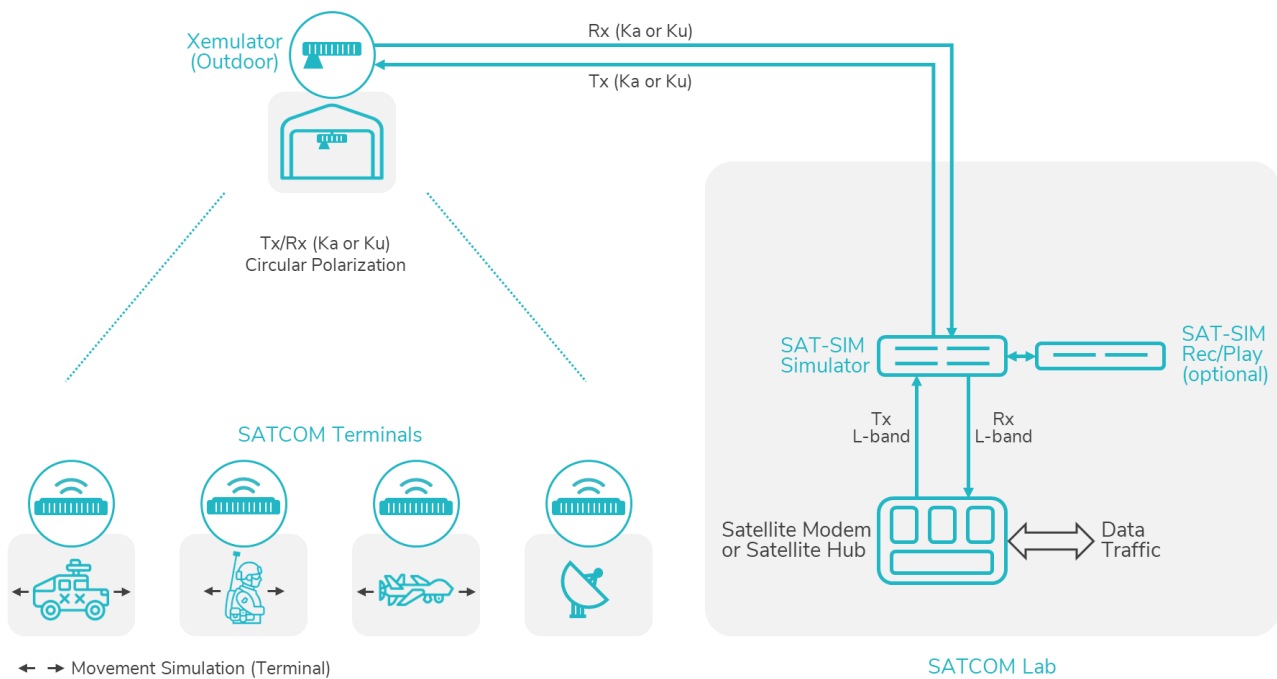 Xemulator
(Outdoor)
Rx (Ka or Ku)
Tx (Ka or Ku)
Tx/Rx (Ka or Ku)
Circular Polarization
SAT-SIM
Simulator
SAT-SIM
Rec/Play
(optional)
Tx
L-band
Rx
L-band
SATCOM Terminals
Satellite Modem
or Satellite Hub
Data
Traffic
Movement Simulation (Terminal)
SATCOM Lab